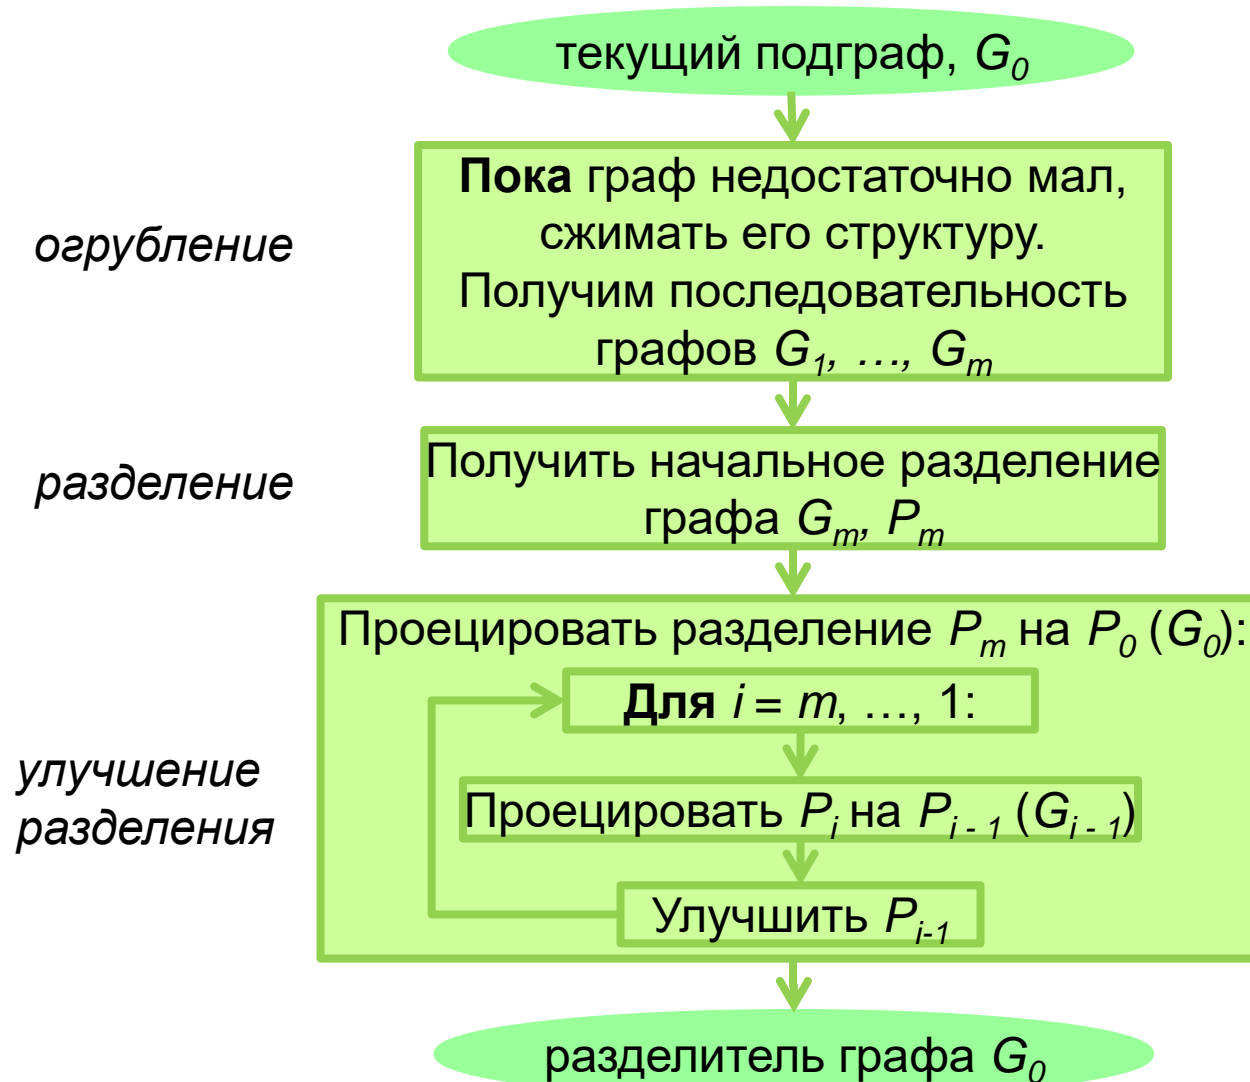 текущий подграф, G₀
огрубление
Пока граф недостаточно мал,
сжимать его структуру.
Получим последовательность
графов G₁, …, Gₘ
разделение
Получить начальное разделение
графа Gₘ, Pₘ
улучшение
разделения
Проецировать разделение Pₘ на P₀ (G₀):
Для i = m, …, 1:
Проецировать Pᵢ на Pᵢ ₋ ₁ (Gᵢ ₋ ₁)
Улучшить Pᵢ₋₁
разделитель графа G₀